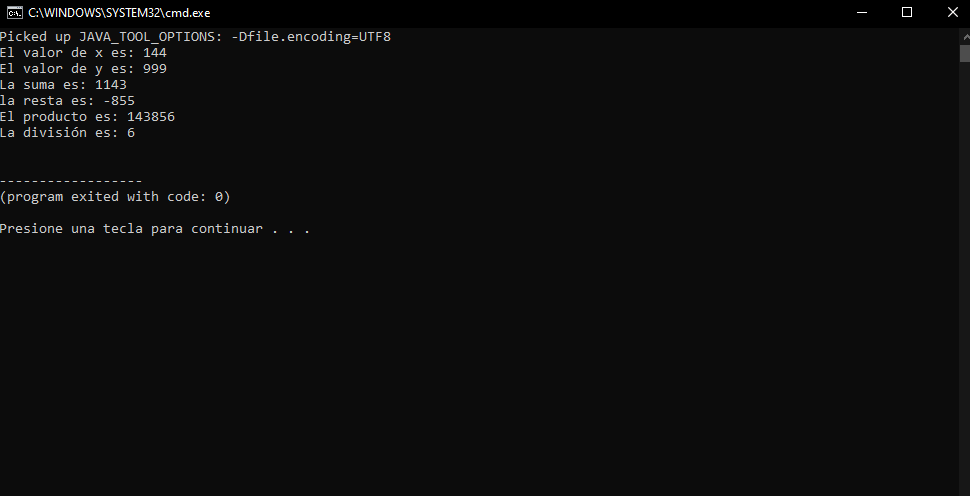 C:\WINDOWS\SYSTEM32\cmd.exe
Picked up JAVA_TOOL_OPTIONS: -Dfile.encoding=UTF8
El valor de x es: 144
El valor de y es: 999
La suma es: 1143
la resta es: -855
El producto es: 143856
La división es: 6
------------------
(program exited with code: 0)
Presione una tecla para continuar . . .